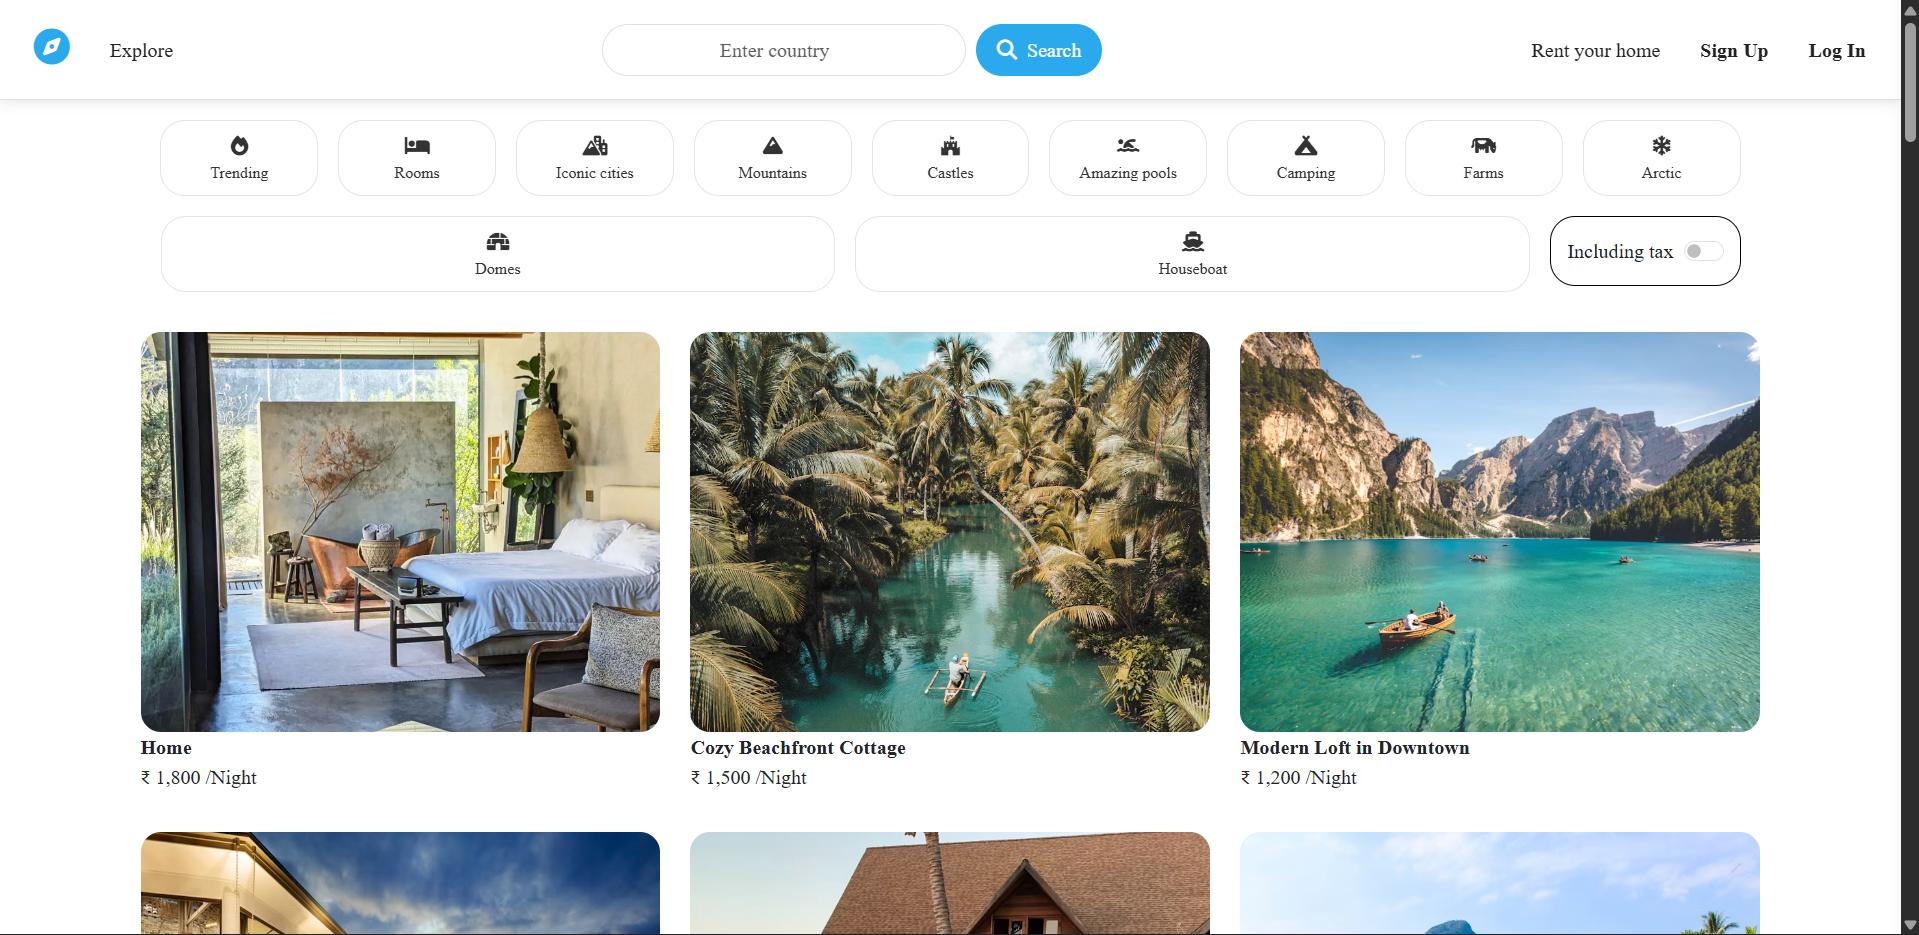 Explore
Enter country
Search
Rent your home
Sign Up
Log In
Trending
Rooms
Iconic cities
Mountains
Castles
Amazing pools
Camping
Farms
Arctic
Domes
Houseboat
Including tax
Home
₹ 1,800 /Night
Cozy Beachfront Cottage
₹ 1,500 /Night
Modern Loft in Downtown
₹ 1,200 /Night